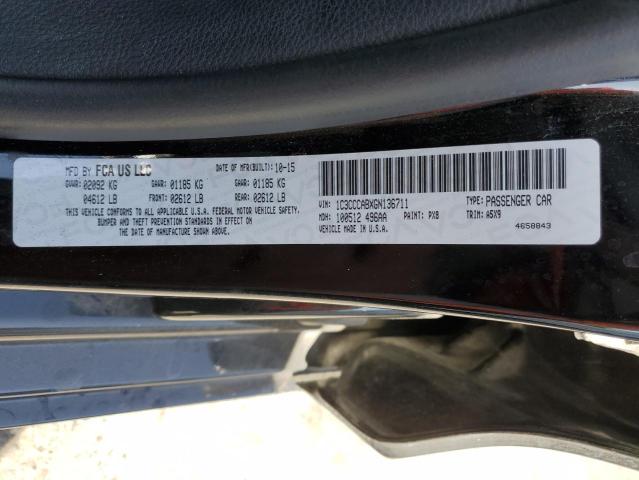 MFD BY FCA US LLC DATE OF MFR(BUILT): 10-15
GVWR: 02092 KG GAWR: 01185 KG GAWR: 01185 KG
04612 LB FRONT: 02612 LB REAR: 02612 LB
THIS VEHICLE CONFORMS TO ALL APPLICABLE U.S.A. FEDERAL MOTOR VEHICLE SAFETY,
BUMPER AND THEFT PREVENTION STANDARDS IN EFFECT ON
THE DATE OF MANUFACTURE SHOWN ABOVE.
VIN: 1C3CCCABXGN136711 TYPE: PASSENGER CAR
MDH: 100512 496AA PAINT: PX8 TRIM: A5X9
VEHICLE MADE IN U.S.A. 4658843